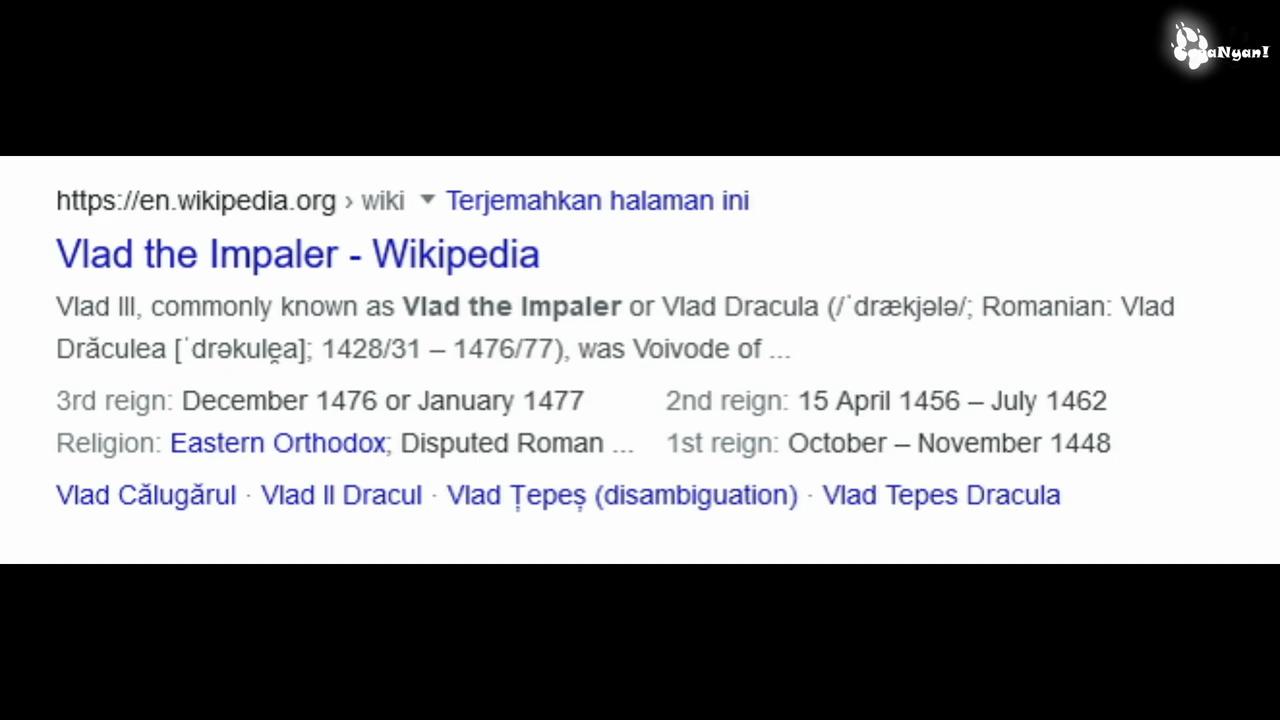 https://en.wikipedia.org › wiki ▼ Terjemahkan halaman ini
Vlad the Impaler - Wikipedia
Vlad III, commonly known as Vlad the Impaler or Vlad Dracula (/ˈdrækjələ/; Romanian: Vlad
Drăculea [ˈdrəkule̯a]; 1428/31 – 1476/77), was Voivode of ...
3rd reign: December 1476 or January 1477 2nd reign: 15 April 1456 – July 1462
Religion: Eastern Orthodox; Disputed Roman ... 1st reign: October – November 1448
Vlad Călugărul · Vlad II Dracul · Vlad Țepeș (disambiguation) · Vlad Tepes Dracula